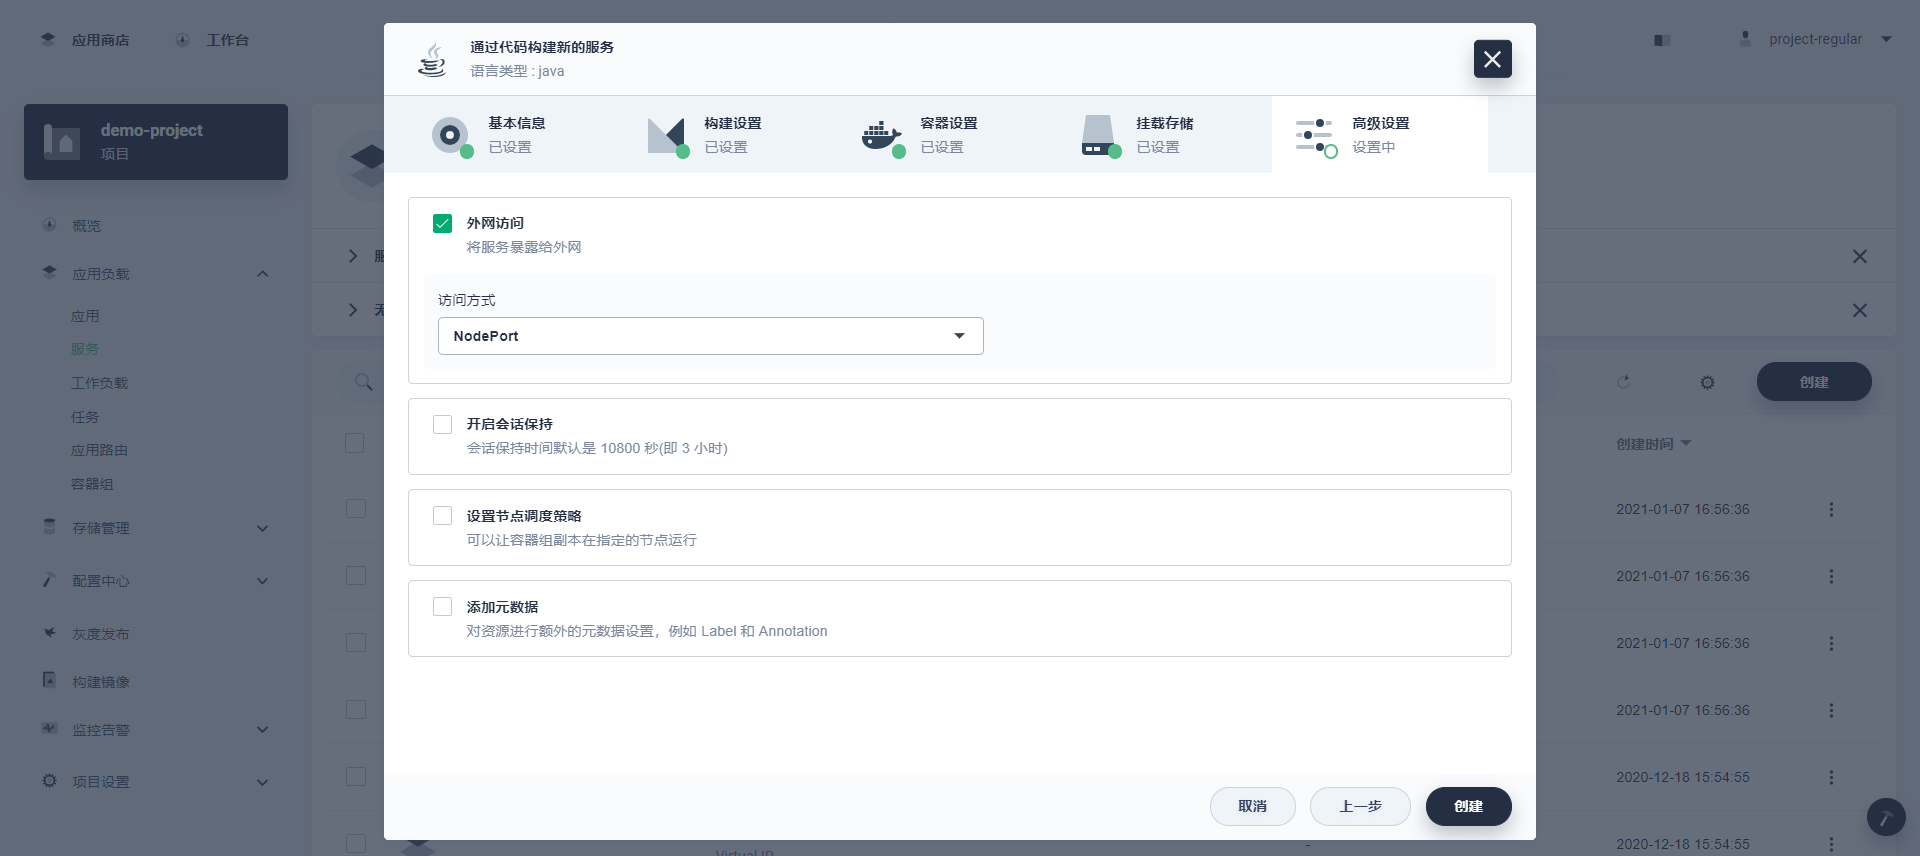 应用商店
工作台
project-regular
demo-project
项目
概览
应用负载
应用
服务
工作负载
任务
应用路由
容器组
存储管理
配置中心
灰度发布
构建镜像
监控告警
项目设置
通过代码构建新的服务
语言类型 : java
基本信息
已设置
构建设置
已设置
容器设置
已设置
挂载存储
已设置
高级设置
设置中
外网访问
将服务暴露给外网
访问方式
NodePort
开启会话保持
会话保持时间默认是 10800 秒(即 3 小时)
设置节点调度策略
可以让容器组副本在指定的节点运行
添加元数据
对资源进行额外的元数据设置，例如 Label 和 Annotation
取消
上一步
创建
创建
创建时间
2021-01-07 16:56:36
2021-01-07 16:56:36
2021-01-07 16:56:36
2021-01-07 16:56:36
2020-12-18 15:54:55
-
2020-12-18 15:54:55
Virtual IP